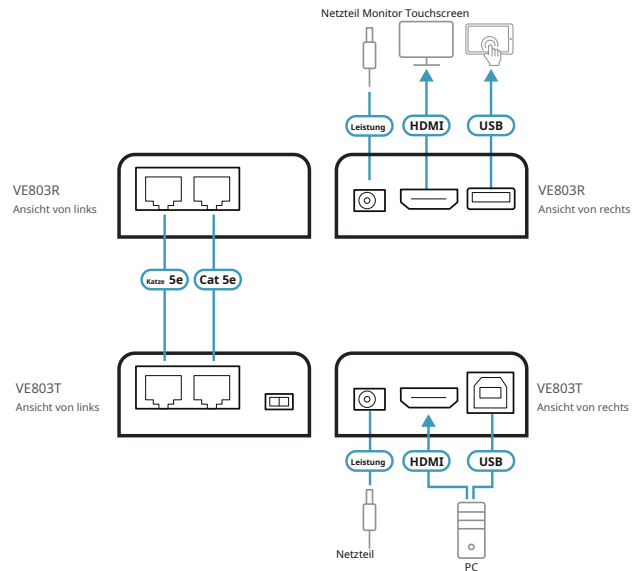 Netzteil Monitor Touchscreen
Leistung
HDMI
USB
VE803R
Ansicht von links
VE803R
Ansicht von rechts
Katze 5e
Cat 5e
VE803T
Ansicht von links
VE803T
Ansicht von rechts
Leistung
HDMI
USB
Netzteil
PC